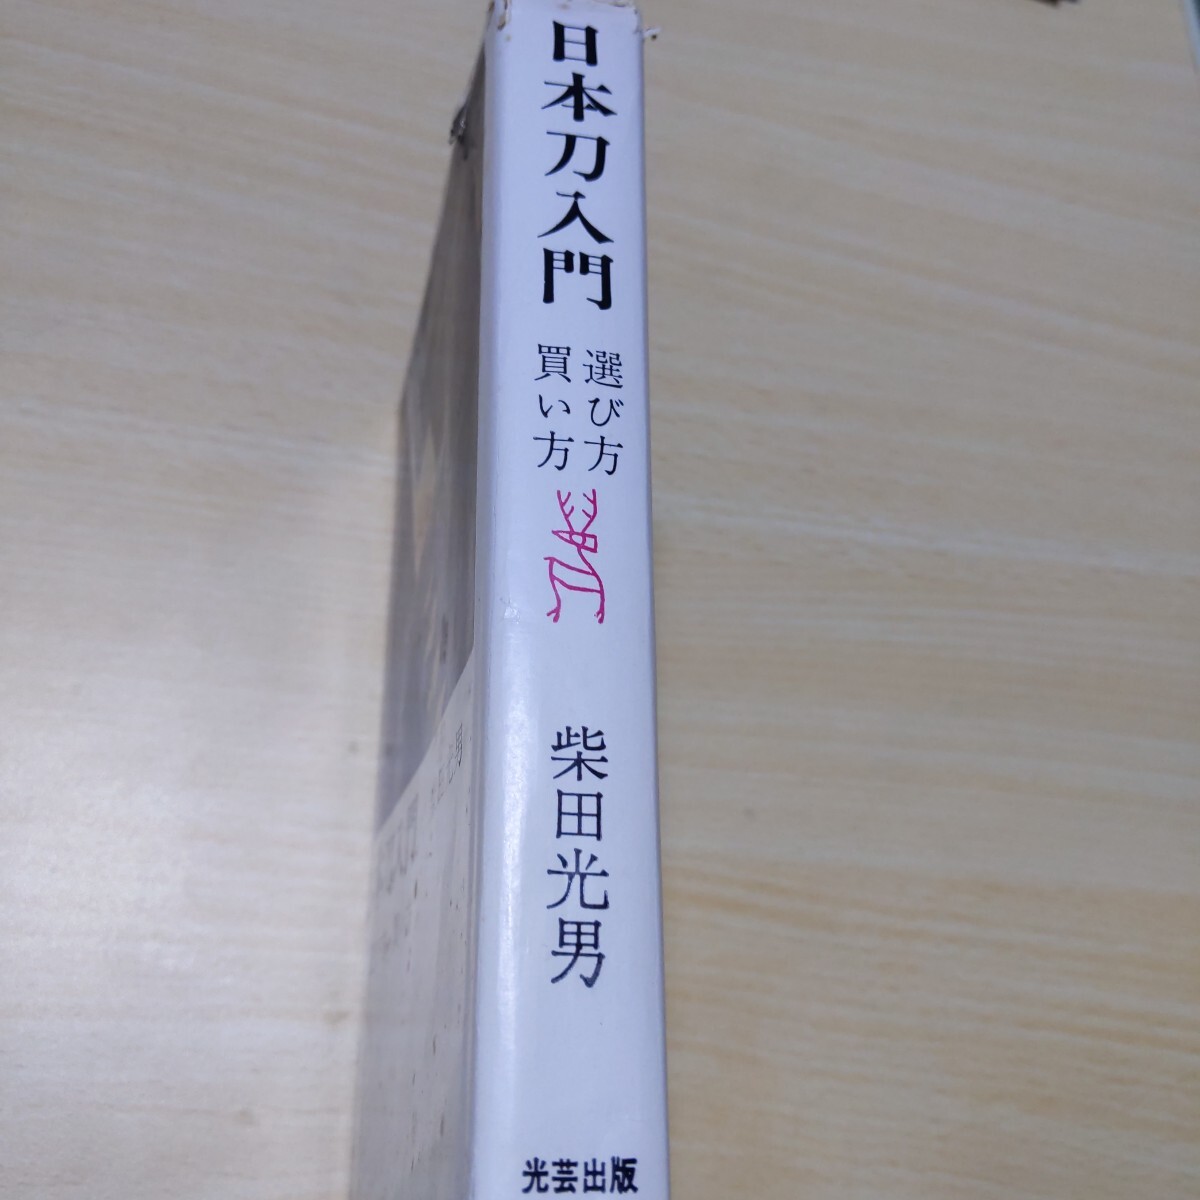 日本刀入門
選び方
買い方
柴田光男
光芸出版